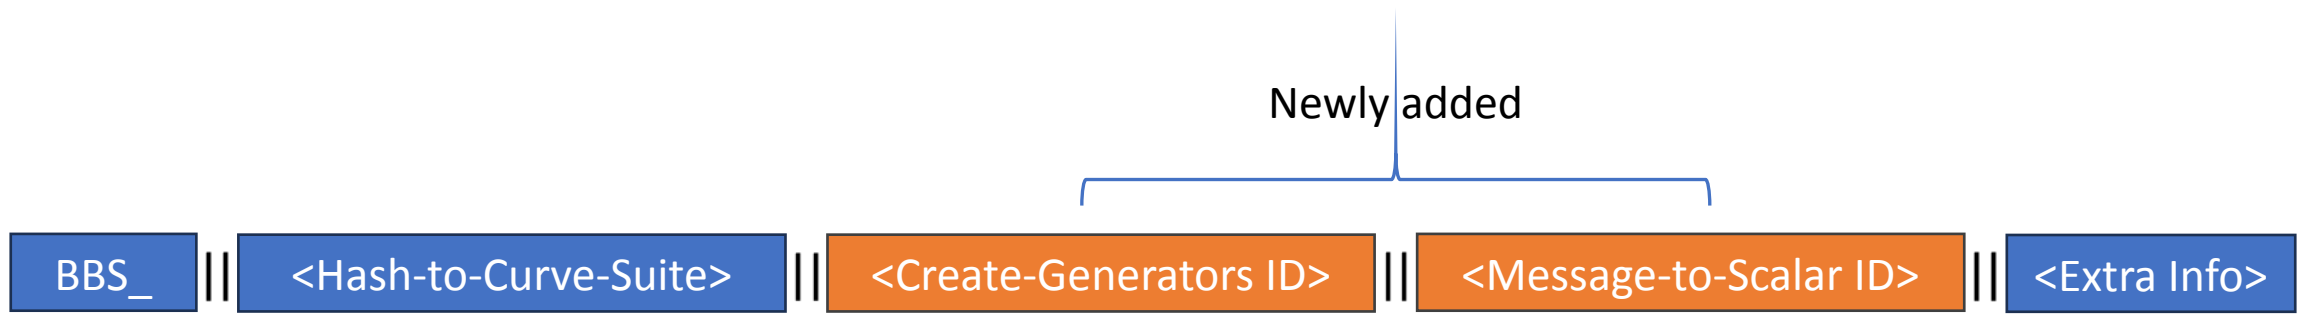 Newly added
BBS_ || <Hash-to-Curve-Suite> || <Create-Generators ID> || <Message-to-Scalar ID> || <Extra Info>